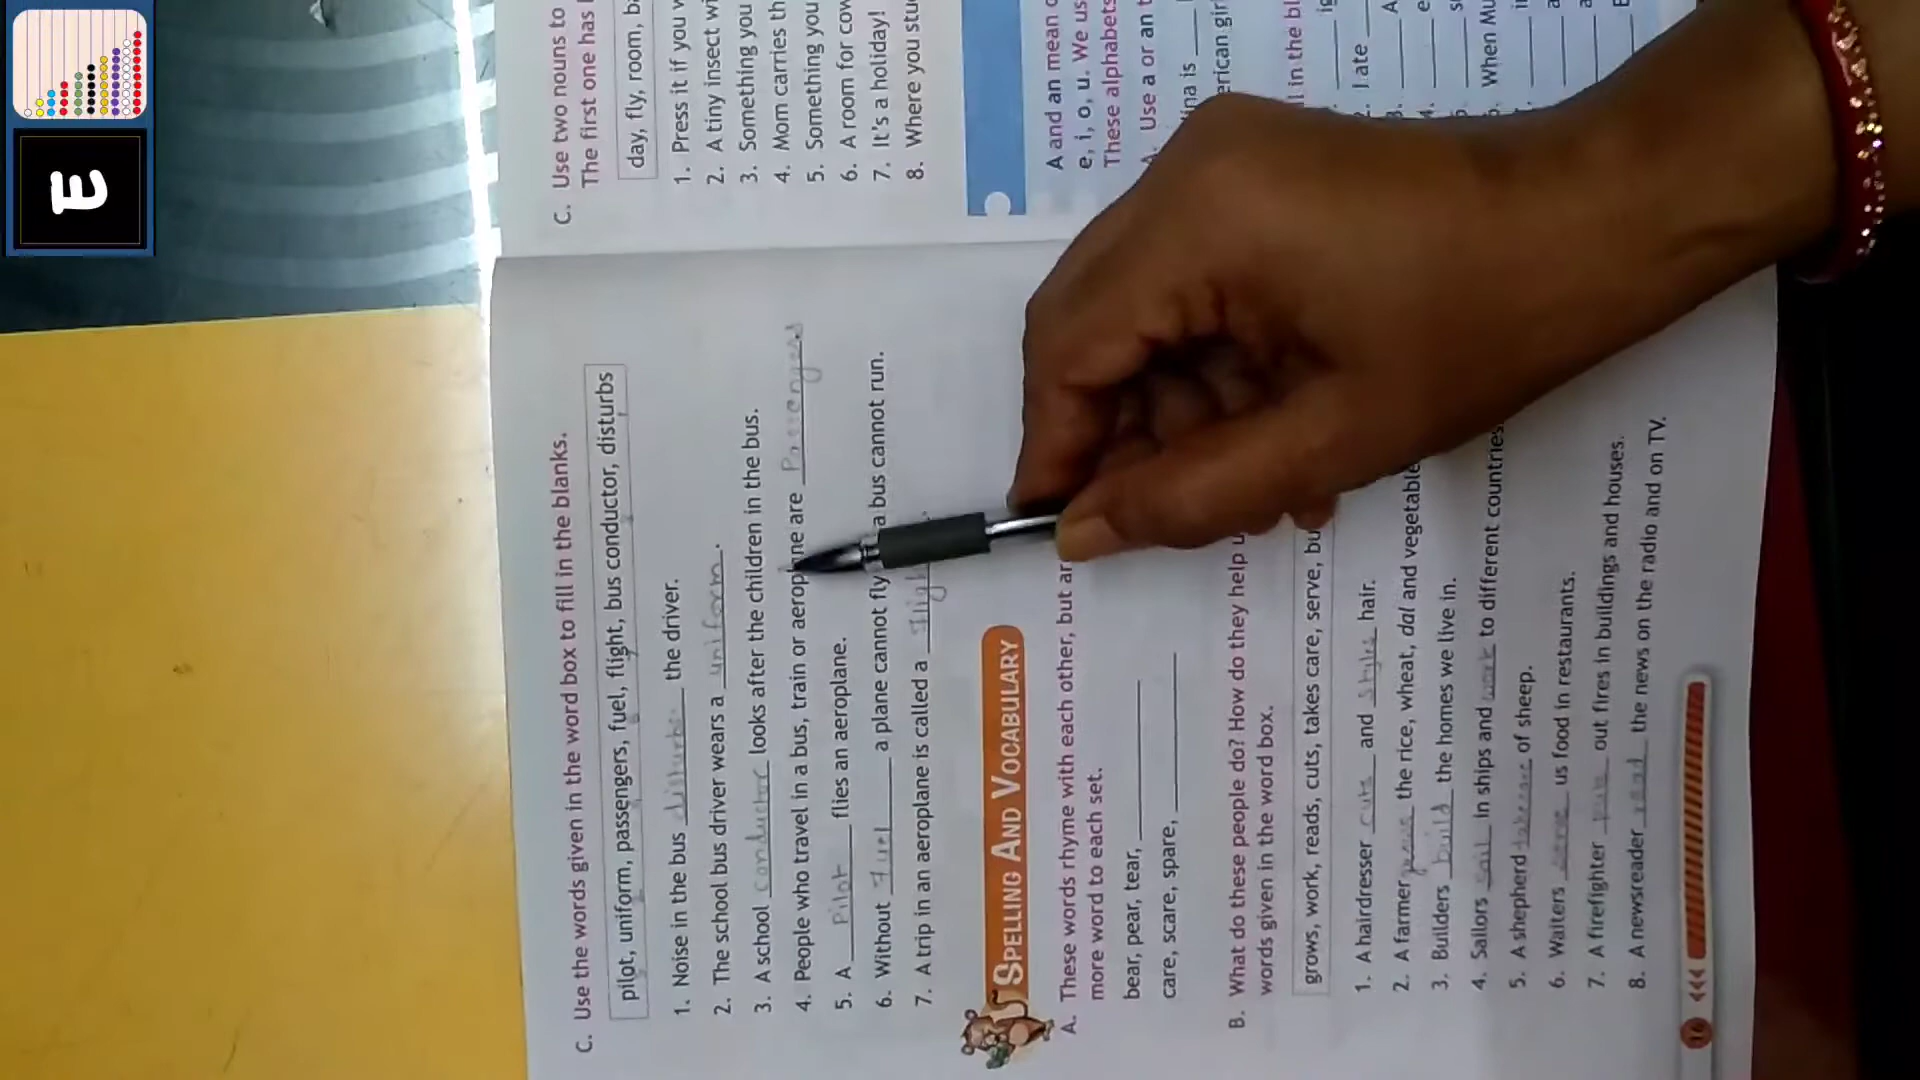 C. Use the words given in the word box to fill in the blanks.
pilot, uniform, passengers, fuel, flight, bus conductor, disturbs
1. Noise in the bus disturbs the driver.
2. The school bus driver wears a uniform.
3. A school conductor looks after the children in the bus.
4. People who travel in a bus, train or aeroplane are
5. A Pilot flies an aeroplane.
6. Without Fuel a plane cannot fly a bus cannot run.
7. A trip in an aeroplane is called a
SPELLING AND VOCABULARY
A. These words rhyme with each other, but
more word to each set.
bear, pear, tear,
care, scare, spare,
B. What do these people do? How do they help
words given in the word box.
grows, work, reads, cuts, takes care, serve,
1. A hairdresser cuts and styles hair.
2. A farmer grows the rice, wheat, dal and
3. Builders build the homes we live in.
4. Sailors sail in ships and work to different countries
5. A shepherd of sheep.
6. Waiters serve us food in restaurants.
7. A firefighter puts out fires in buildings and houses.
8. A newsreader read the news on the radio and on TV.
16
C. Use two nouns to
The first one has
day, fly, room,
1. Press it if you
2. A tiny insect
3. Something you
4. Mom carries
5. Something you
6. A room for
7. It's a holiday!
8. Where you
A and an mean
e, i, o, u. We
These alphabets
A. Use a or an
is
2. I ate
When
E